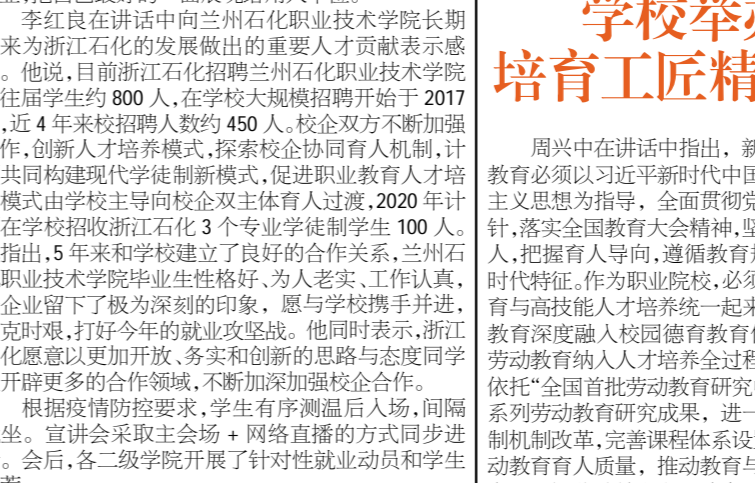 李红良在讲话中向兰州石化职业技术学院长期
来为浙江石化的发展做出的重要人才贡献表示感
。他说,目前浙江石化招聘兰州石化职业技术学院
往届学生约 800 人,在学校大规模招聘开始于 2017
,近 4 年来校招聘人数约 450 人。校企双方不断加强
作,创新人才培养模式,探索校企协同育人机制,计
共同构建现代学徒制新模式,促进职业教育人才培
模式由学校主导向校企双主体育人过渡,2020 年计
在学校招收浙江石化 3 个专业学徒制学生 100 人。
指出,5 年来和学校建立了良好的合作关系,兰州石
职业技术学院毕业生性格好、为人老实、工作认真,
企业留下了极为深刻的印象，愿与学校携手并进,
克时艰,打好今年的就业攻坚战。他同时表示,浙江
化愿意以更加开放、务实和创新的思路与态度同学
开辟更多的合作领域,不断加深加强校企合作。
根据疫情防控要求,学生有序测温后入场,间隔
坐。宣讲会采取主会场 + 网络直播的方式同步进
。会后,各二级学院开展了针对性就业动员和学生
学校举
培育工匠精
周兴中在讲话中指出，新
教育必须以习近平新时代中国
主义思想为指导，全面贯彻党
针,落实全国教育大会精神,坚
人,把握育人导向,遵循教育规
时代特征。作为职业院校,必须
育与高技能人才培养统一起来
教育深度融入校园德育教育体
劳动教育纳入人才培养全过程
依托“全国首批劳动教育研究
系列劳动教育研究成果，进一
制机制改革,完善课程体系设
动教育育人质量，推动教育与